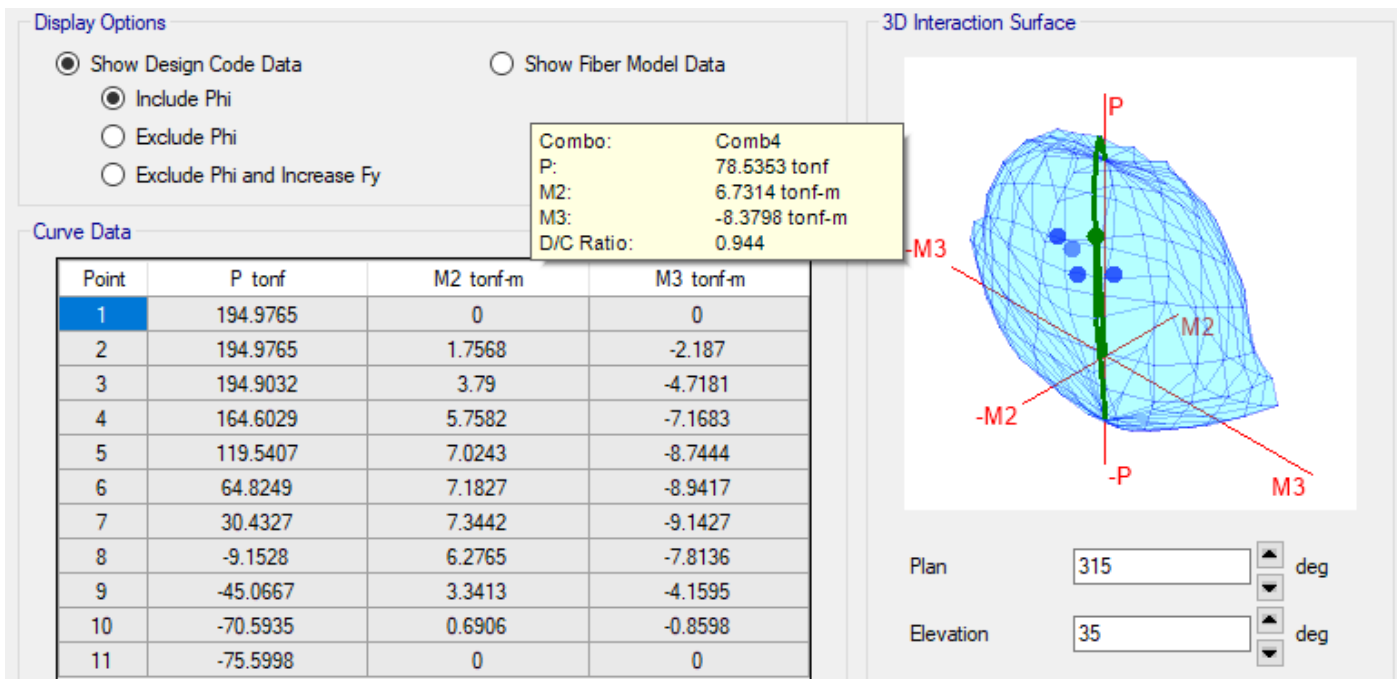 Display Options
Show Design Code Data
Show Fiber Model Data
Include Phi
Exclude Phi
Exclude Phi and Increase Fy
Combo: Comb4
P: 78.5353 tonf
M2: 6.7314 tonf-m
M3: -8.3798 tonf-m
D/C Ratio: 0.944
Curve Data
Point P tonf M2 tonf-m M3 tonf-m
1 194.9765 0 0
2 194.9765 1.7568 -2.187
3 194.9032 3.79 -4.7181
4 164.6029 5.7582 -7.1683
5 119.5407 7.0243 -8.7444
6 64.8249 7.1827 -8.9417
7 30.4327 7.3442 -9.1427
8 -9.1528 6.2765 -7.8136
9 -45.0667 3.3413 -4.1595
10 -70.5935 0.6906 -0.8598
11 -75.5998 0 0
3D Interaction Surface
P
-M3
M2
-M2
-P
M3
Plan 315 deg
Elevation 35 deg